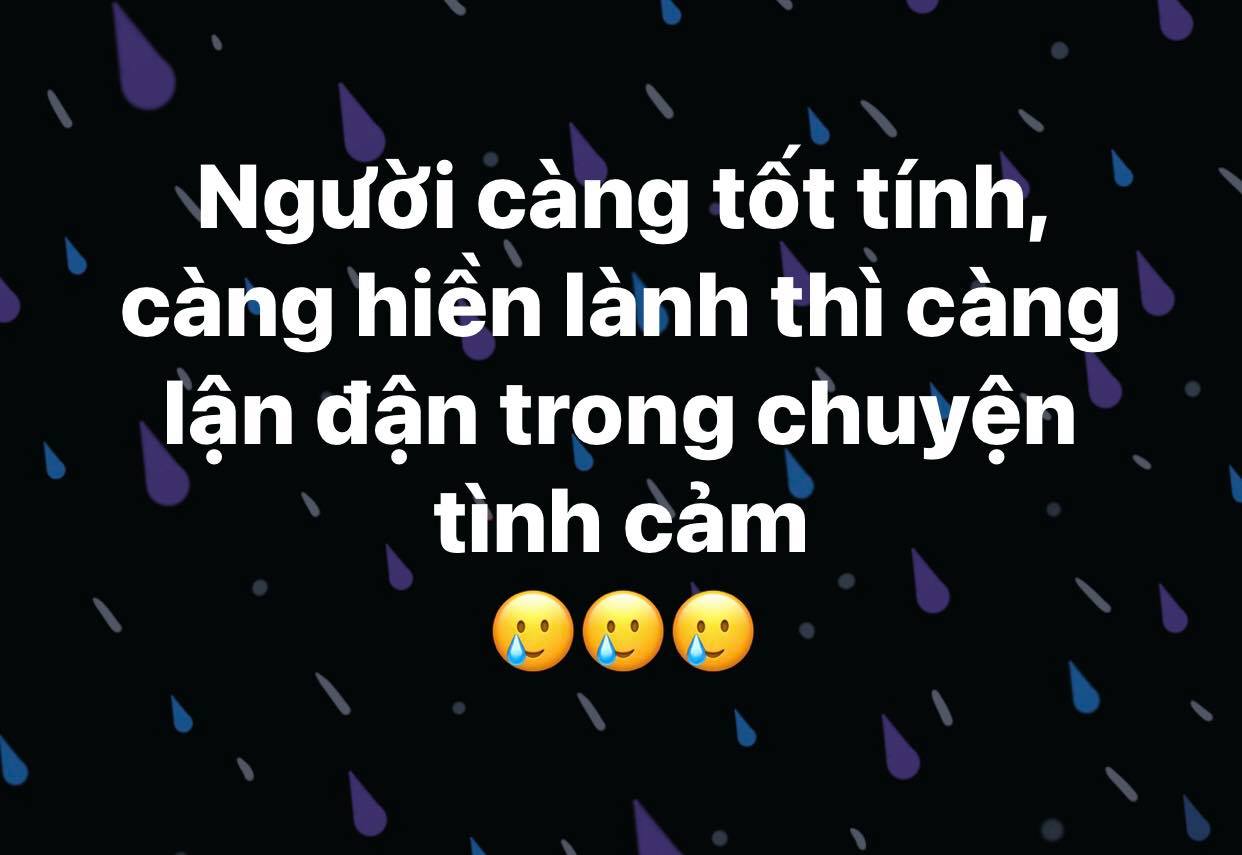 Người càng tốt tính,
càng hiền lành thì càng
lận đận trong chuyện
tình cảm
🥲🥲🥲